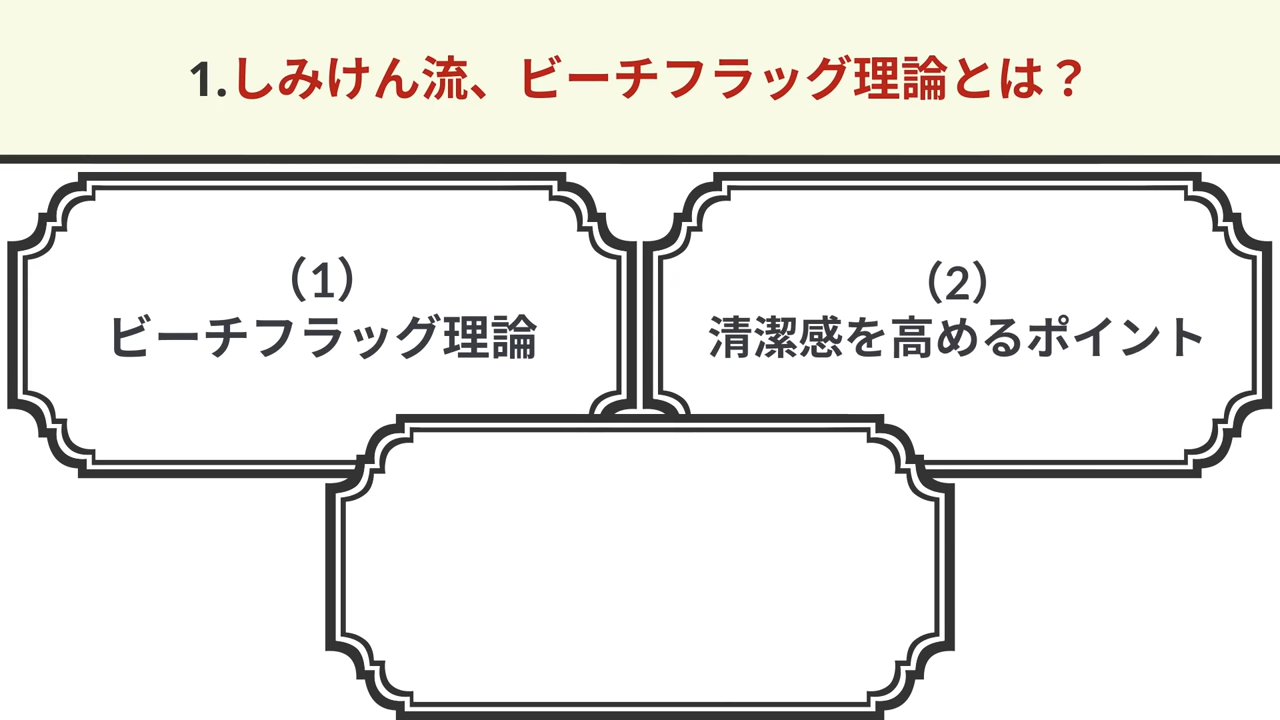 1.しみけん流、ビーチフラッグ理論とは？
（1）
ビーチフラッグ理論
（2）
清潔感を高めるポイント